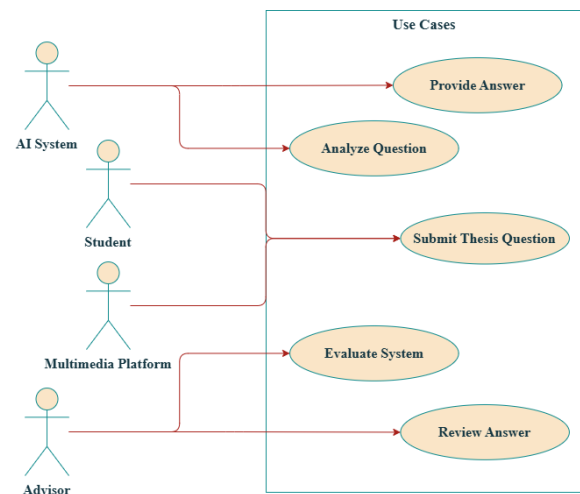 Use Cases
Provide Answer
AI System
Analyze Question
Student
Submit Thesis Question
Multimedia Platform
Evaluate System
Advisor
Review Answer